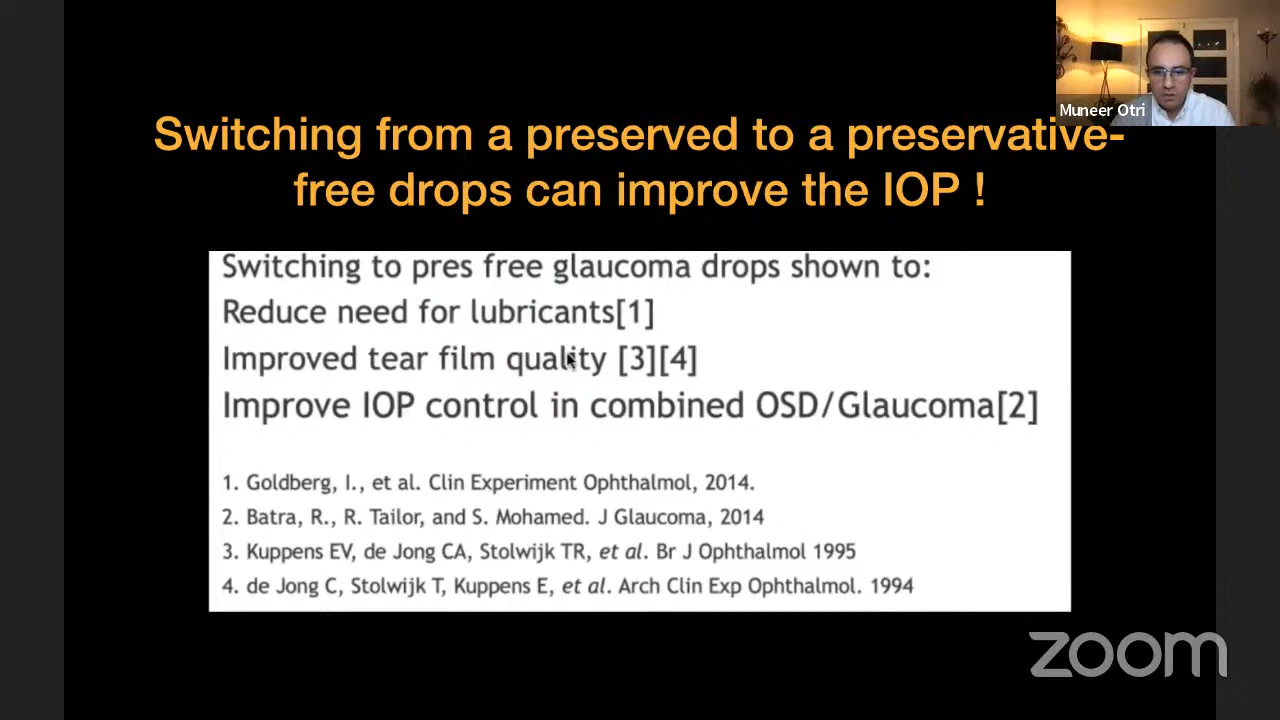 Muneer Otri
Switching from a preserved to a preservative-
free drops can improve the IOP !
Switching to pres free glaucoma drops shown to:
Reduce need for lubricants[1]
Improved tear film quality [3][4]
Improve IOP control in combined OSD/Glaucoma[2]
1. Goldberg, I., et al. Clin Experiment Ophthalmol, 2014.
2. Batra, R., R. Tailor, and S. Mohamed. J Glaucoma, 2014
3. Kuppens EV, de Jong CA, Stolwijk TR, et al. Br J Ophthalmol 1995
4. de Jong C, Stolwijk T, Kuppens E, et al. Arch Clin Exp Ophthalmol. 1994
zoom